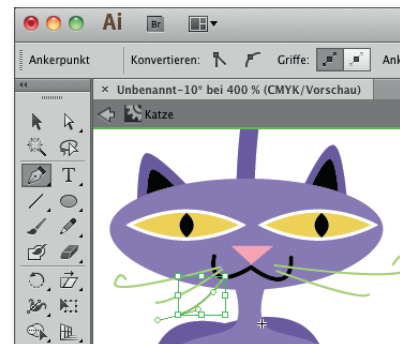 Ai Br
Ankerpunkt Konvertieren: Griffe: Ank
× Unbenannt-10* bei 400 % (CMYK/Vorschau)
Katze
T